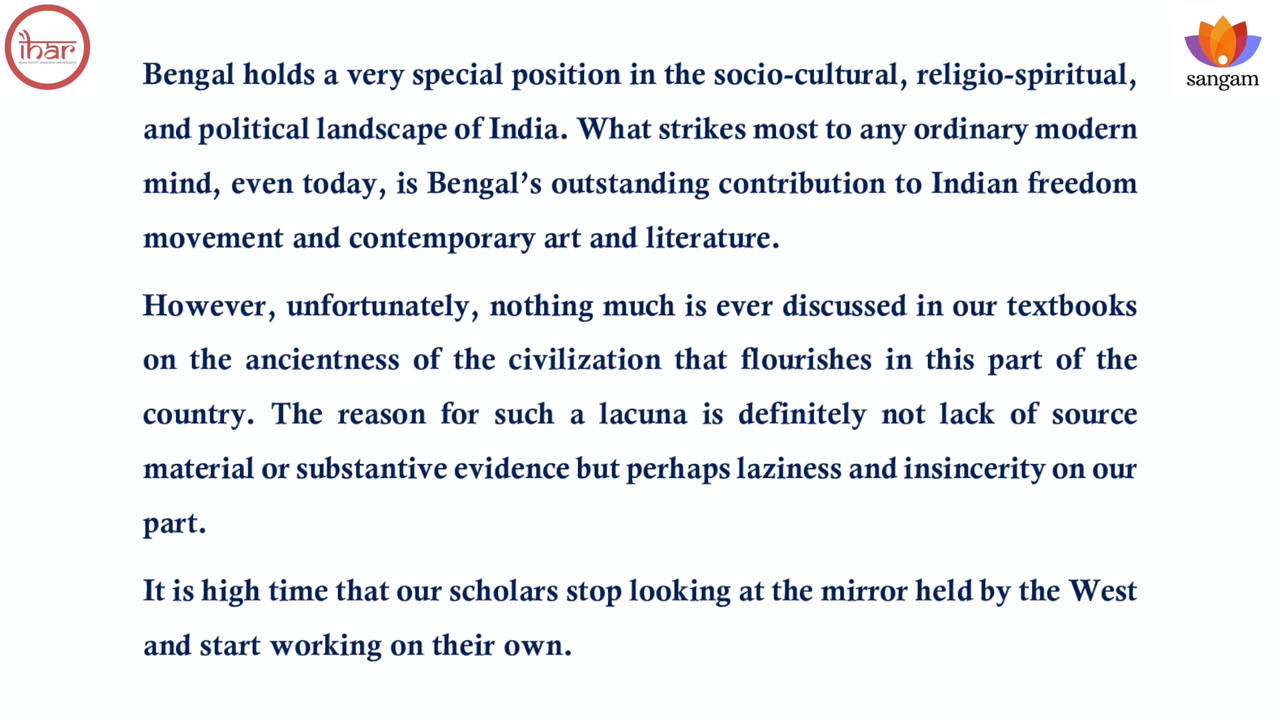 ihar
sangam
Bengal holds a very special position in the socio-cultural, religio-spiritual,
and political landscape of India. What strikes most to any ordinary modern
mind, even today, is Bengal’s outstanding contribution to Indian freedom
movement and contemporary art and literature.
However, unfortunately, nothing much is ever discussed in our textbooks
on the ancientness of the civilization that flourishes in this part of the
country. The reason for such a lacuna is definitely not lack of source
material or substantive evidence but perhaps laziness and insincerity on our
part.
It is high time that our scholars stop looking at the mirror held by the West
and start working on their own.